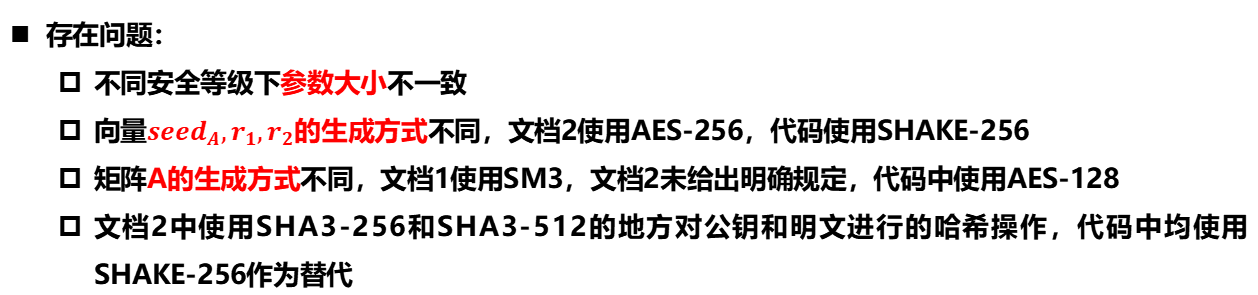 ■ 存在问题：
□ 不同安全等级下参数大小不一致
□ 向量seed_A, r_1, r_2的生成方式不同，文档2使用AES-256，代码使用SHAKE-256
□ 矩阵A的生成方式不同，文档1使用SM3，文档2未给出明确规定，代码中使用AES-128
□ 文档2中使用SHA3-256和SHA3-512的地方对公钥和明文进行的哈希操作，代码中均使用
SHAKE-256作为替代